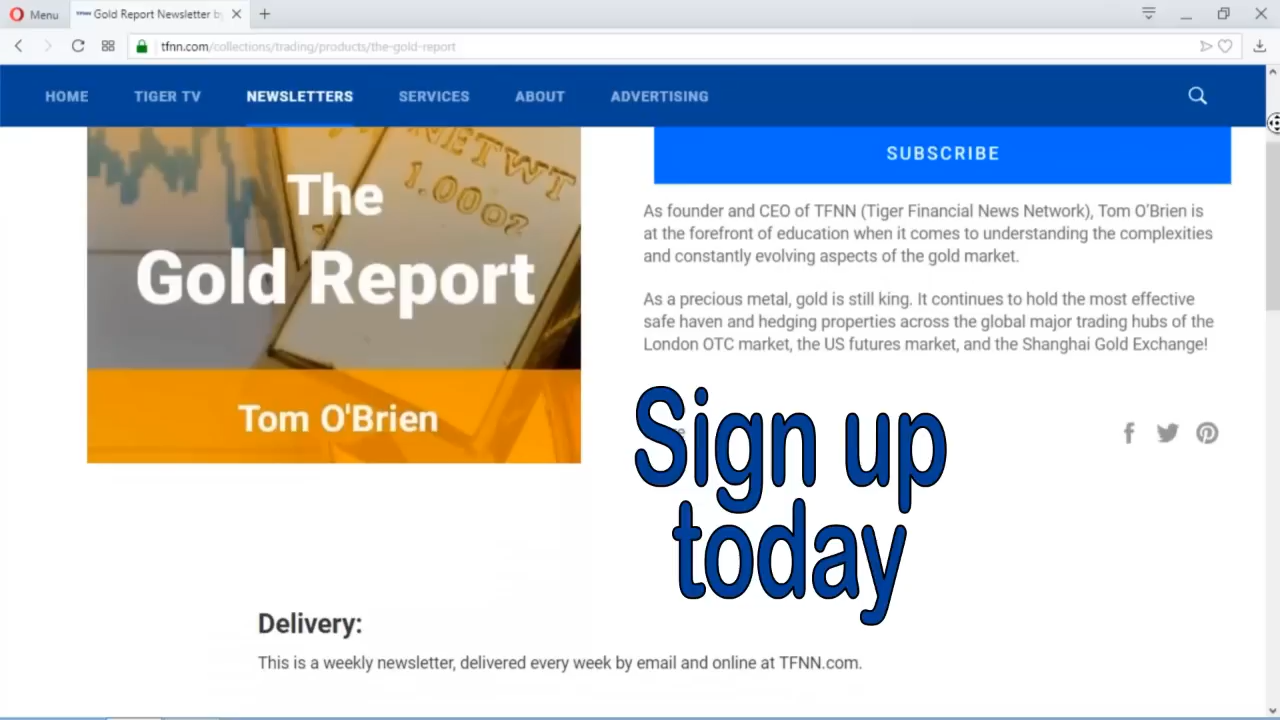 Menu
Gold Report Newsletter by
tfnn.com/collections/trading/products/the-gold-report
HOME TIGER TV NEWSLETTERS SERVICES ABOUT ADVERTISING
NET WT
1.00oz
The
Gold Report
Tom O'Brien
SUBSCRIBE
As founder and CEO of TFNN (Tiger Financial News Network), Tom O'Brien is
at the forefront of education when it comes to understanding the complexities
and constantly evolving aspects of the gold market.
As a precious metal, gold is still king. It continues to hold the most effective
safe haven and hedging properties across the global major trading hubs of the
London OTC market, the US futures market, and the Shanghai Gold Exchange!
Sign up
today
Delivery:
This is a weekly newsletter, delivered every week by email and online at TFNN.com.